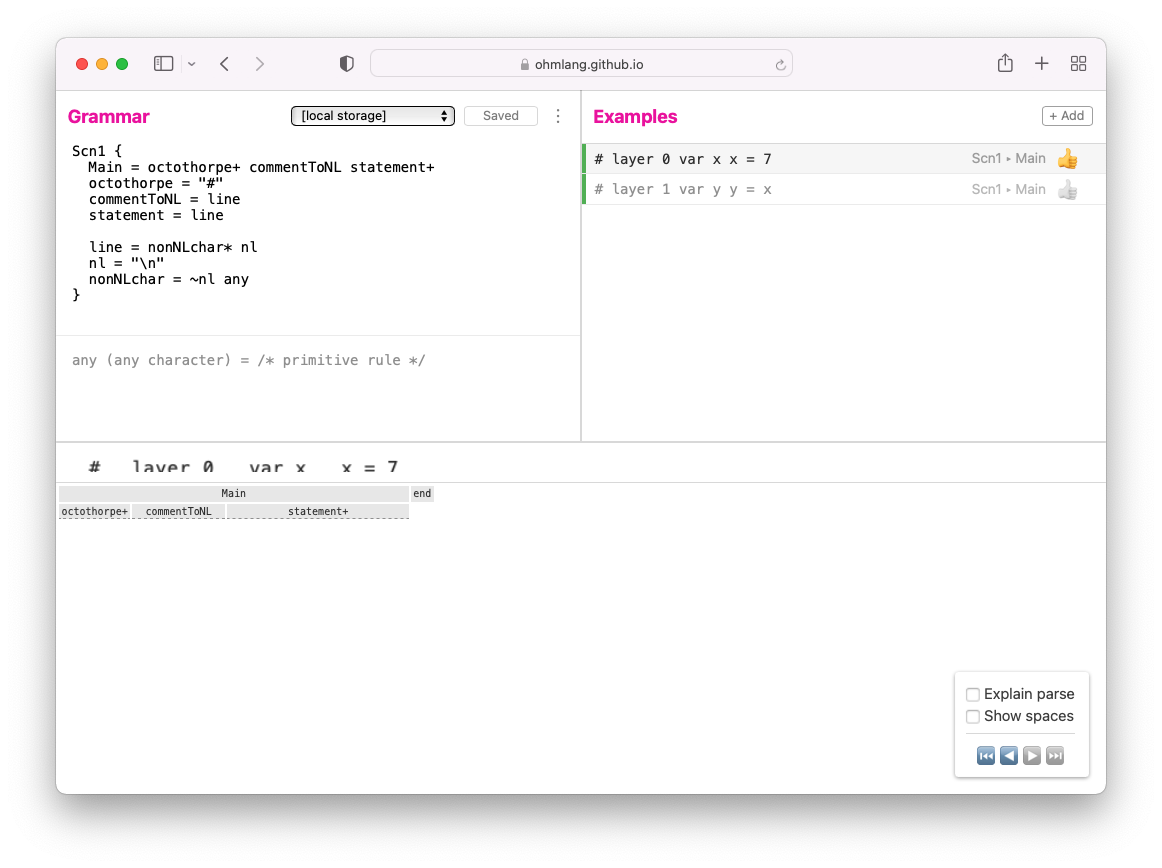 ohmlang.github.io
Grammar
[local storage]
Saved
Scn1 {
  Main = octothorpe+ commentToNL statement+
  octothorpe = "#"
  commentToNL = line
  statement = line

  line = nonNLchar* nl
  nl = "\n"
  nonNLchar = ~nl any
}
any (any character) = /* primitive rule */
Examples
+ Add
# layer 0 var x x = 7 Scn1 ▸ Main 👍
# layer 1 var y y = x Scn1 ▸ Main 👍
# layer 0 var x x = 7
Main end
octothorpe+ commentToNL statement+
Explain parse
Show spaces